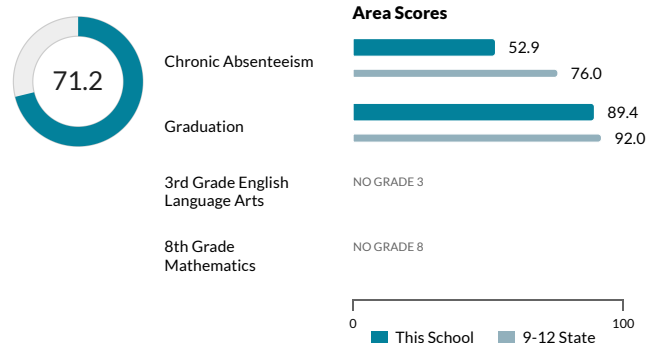 Area Scores
71.2
Chronic Absenteeism
52.9
76.0
Graduation
89.4
92.0
3rd Grade English
Language Arts
NO GRADE 3
8th Grade
Mathematics
NO GRADE 8
0
100
This School
9-12 State